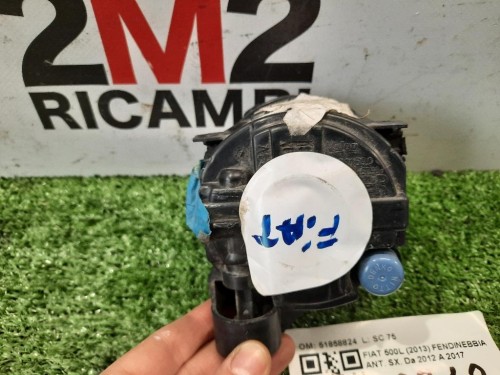 2M2
RICAMBI
FiAT
OM: 51858824 L. SC 75
FIAT 500L (2013) FENDINEBBIA
ANT. SX. Da 2012 A 2017